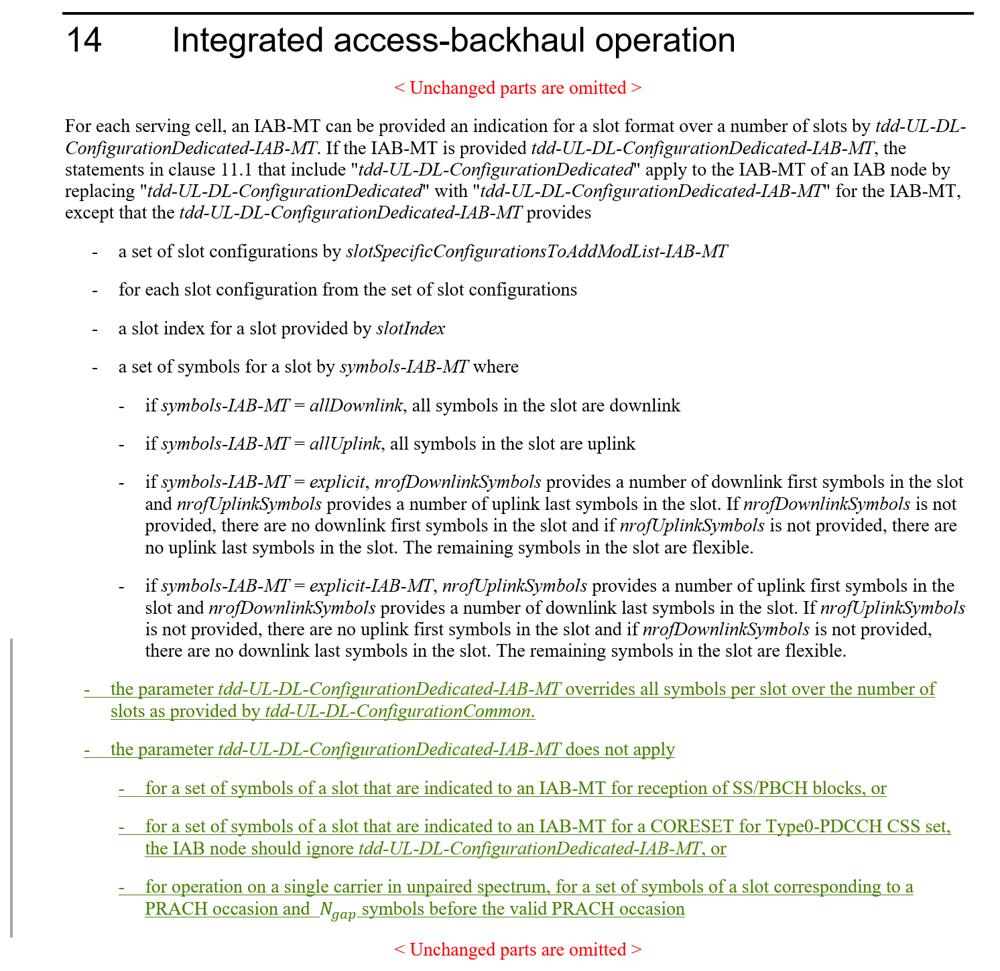 14 Integrated access-backhaul operation
< Unchanged parts are omitted >
For each serving cell, an IAB-MT can be provided an indication for a slot format over a number of slots by tdd-UL-DL-
ConfigurationDedicated-IAB-MT. If the IAB-MT is provided tdd-UL-DL-ConfigurationDedicated-IAB-MT, the
statements in clause 11.1 that include "tdd-UL-DL-ConfigurationDedicated" apply to the IAB-MT of an IAB node by
replacing "tdd-UL-DL-ConfigurationDedicated" with "tdd-UL-DL-ConfigurationDedicated-IAB-MT" for the IAB-MT,
except that the tdd-UL-DL-ConfigurationDedicated-IAB-MT provides
- a set of slot configurations by slotSpecificConfigurationsToAddModList-IAB-MT
- for each slot configuration from the set of slot configurations
- a slot index for a slot provided by slotIndex
- a set of symbols for a slot by symbols-IAB-MT where
- if symbols-IAB-MT = allDownlink, all symbols in the slot are downlink
- if symbols-IAB-MT = allUplink, all symbols in the slot are uplink
- if symbols-IAB-MT = explicit, nrofDownlinkSymbols provides a number of downlink first symbols in the slot
and nrofUplinkSymbols provides a number of uplink last symbols in the slot. If nrofDownlinkSymbols is not
provided, there are no downlink first symbols in the slot and if nrofUplinkSymbols is not provided, there are
no uplink last symbols in the slot. The remaining symbols in the slot are flexible.
- if symbols-IAB-MT = explicit-IAB-MT, nrofUplinkSymbols provides a number of uplink first symbols in the
slot and nrofDownlinkSymbols provides a number of downlink last symbols in the slot. If nrofUplinkSymbols
is not provided, there are no uplink first symbols in the slot and if nrofDownlinkSymbols is not provided,
there are no downlink last symbols in the slot. The remaining symbols in the slot are flexible.
- the parameter tdd-UL-DL-ConfigurationDedicated-IAB-MT overrides all symbols per slot over the number of
slots as provided by tdd-UL-DL-ConfigurationCommon.
- the parameter tdd-UL-DL-ConfigurationDedicated-IAB-MT does not apply
- for a set of symbols of a slot that are indicated to an IAB-MT for reception of SS/PBCH blocks, or
- for a set of symbols of a slot that are indicated to an IAB-MT for a CORESET for Type0-PDCCH CSS set,
the IAB node should ignore tdd-UL-DL-ConfigurationDedicated-IAB-MT, or
- for operation on a single carrier in unpaired spectrum, for a set of symbols of a slot corresponding to a
PRACH occasion and N_gap symbols before the valid PRACH occasion
< Unchanged parts are omitted >